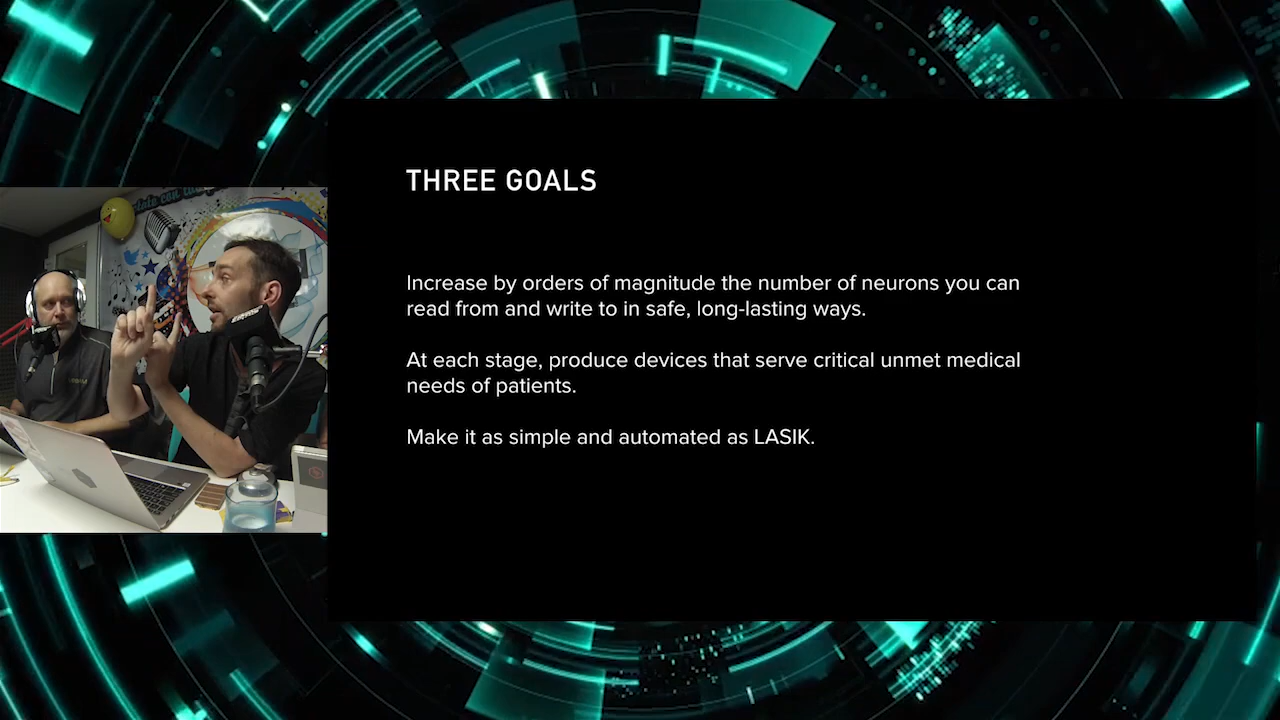 THREE GOALS
Increase by orders of magnitude the number of neurons you can
read from and write to in safe, long-lasting ways.
At each stage, produce devices that serve critical unmet medical
needs of patients.
Make it as simple and automated as LASIK.